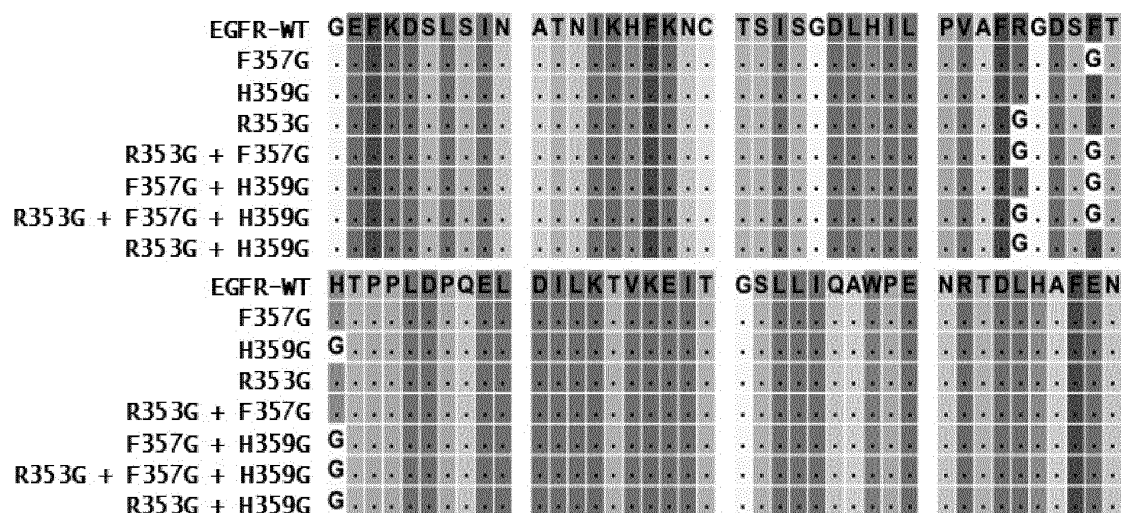 EGFR-WT GEFKDSLSIN ATNIKHFKNC TSISGDLHIL PVAFRGDSFT
F357G .......... .......... .......... ........G.
H359G .......... .......... .......... ..........
R353G .......... .......... .......... ....G.....
R353G + F357G .......... .......... .......... ....G...G.
F357G + H359G .......... .......... .......... ........G.
R353G + F357G + H359G .......... .......... .......... ....G...G.
R353G + H359G .......... .......... .......... ....G.....
EGFR-WT HTPPLDPQEL DILKTVKEIT GSLLIQAWPE NRTDLHAFEN
F357G .......... .......... .......... ..........
H359G G......... .......... .......... ..........
R353G .......... .......... .......... ..........
R353G + F357G .......... .......... .......... ..........
F357G + H359G G......... .......... .......... ..........
R353G + F357G + H359G G......... .......... .......... ..........
R353G + H359G G......... .......... .......... ..........